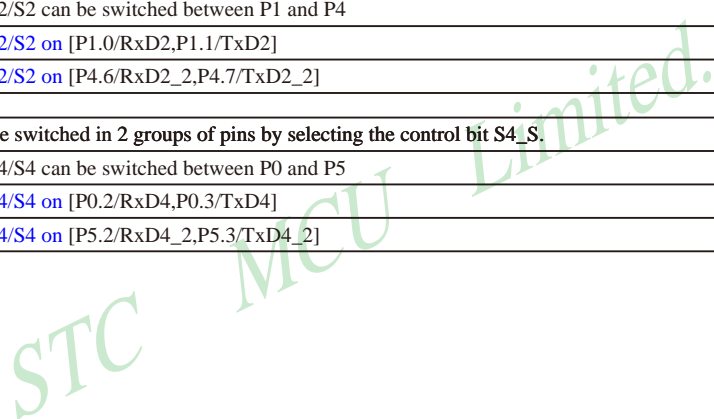 2/S2 can be switched between P1 and P4
2/S2 on [P1.0/RxD2,P1.1/TxD2]
2/S2 on [P4.6/RxD2_2,P4.7/TxD2_2]
e switched in 2 groups of pins by selecting the control bit S4_S.
4/S4 can be switched between P0 and P5
4/S4 on [P0.2/RxD4,P0.3/TxD4]
4/S4 on [P5.2/RxD4_2,P5.3/TxD4_2]
STC MCU Limited.